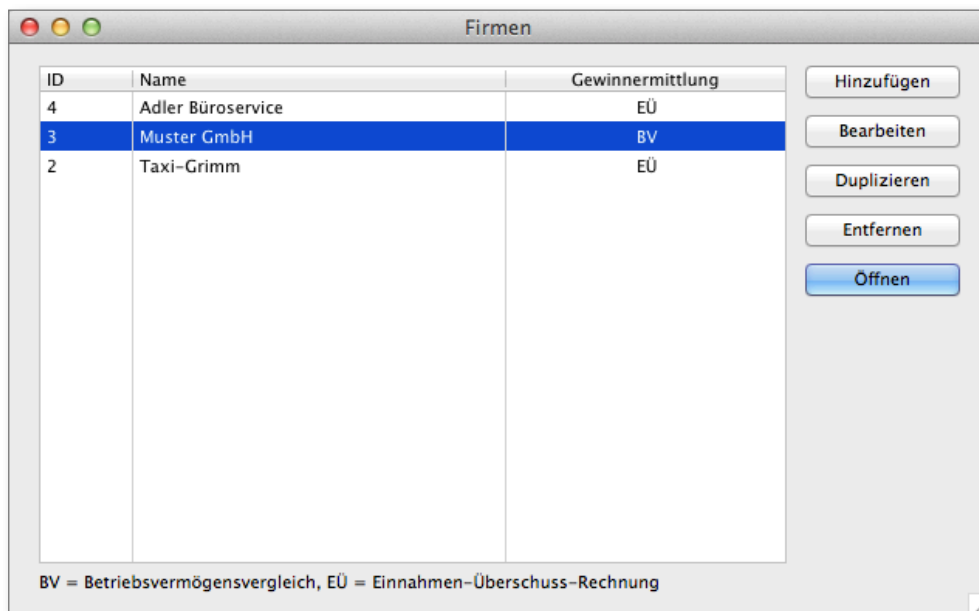 Firmen
ID Name Gewinnermittlung
4 Adler Büroservice EÜ
3 Muster GmbH BV
2 Taxi-Grimm EÜ
Hinzufügen
Bearbeiten
Duplizieren
Entfernen
Öffnen
BV = Betriebsvermögensvergleich, EÜ = Einnahmen-Überschuss-Rechnung